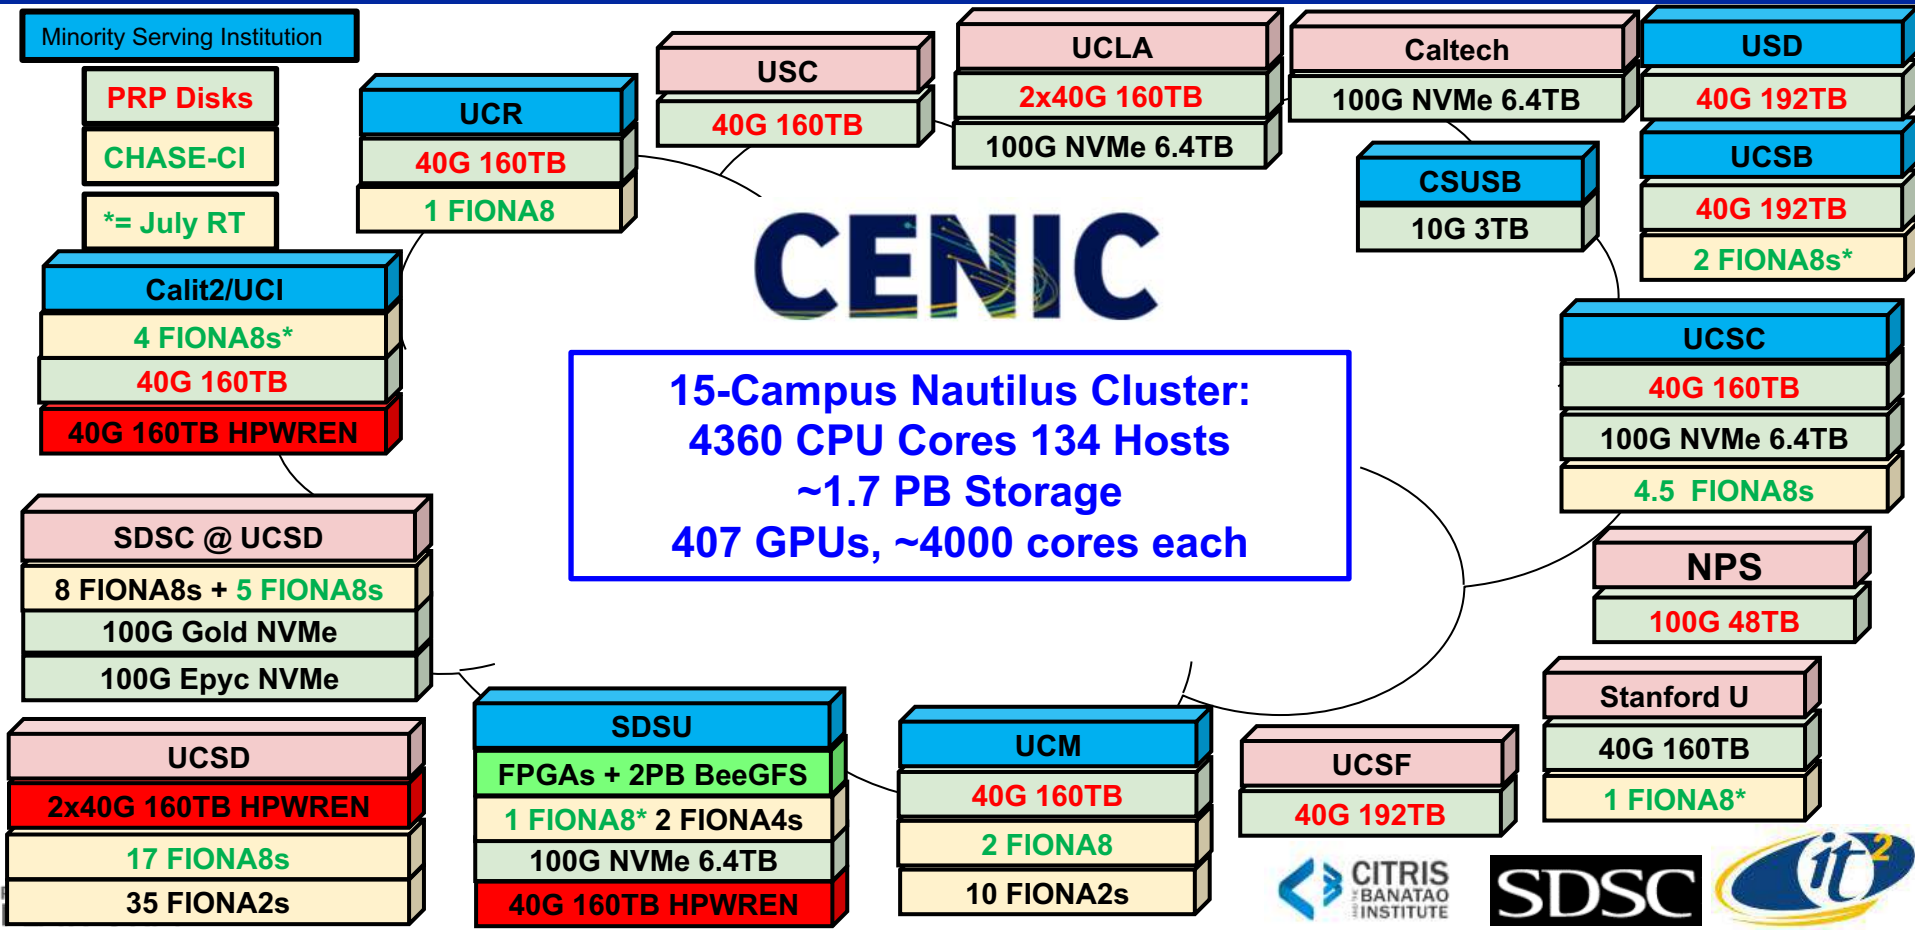 Minority Serving Institution
PRP Disks
CHASE-CI
*= July RT
UCR
40G 160TB
1 FIONA8
USC
40G 160TB
UCLA
2x40G 160TB
100G NVMe 6.4TB
Caltech
100G NVMe 6.4TB
USD
40G 192TB
UCSB
40G 192TB
2 FIONA8s*
CSUSB
10G 3TB
Calit2/UCI
4 FIONA8s*
40G 160TB
40G 160TB HPWREN
CENIC
15-Campus Nautilus Cluster:
4360 CPU Cores 134 Hosts
~1.7 PB Storage
407 GPUs, ~4000 cores each
UCSC
40G 160TB
100G NVMe 6.4TB
4.5 FIONA8s
SDSC @ UCSD
8 FIONA8s + 5 FIONA8s
100G Gold NVMe
100G Epyc NVMe
NPS
100G 48TB
UCSD
2x40G 160TB HPWREN
17 FIONA8s
35 FIONA2s
SDSU
FPGAs + 2PB BeeGFS
1 FIONA8* 2 FIONA4s
100G NVMe 6.4TB
40G 160TB HPWREN
UCM
40G 160TB
2 FIONA8
10 FIONA2s
UCSF
40G 192TB
Stanford U
40G 160TB
1 FIONA8*
CITRIS
AND THE BANATAO
INSTITUTE
SDSC
it2